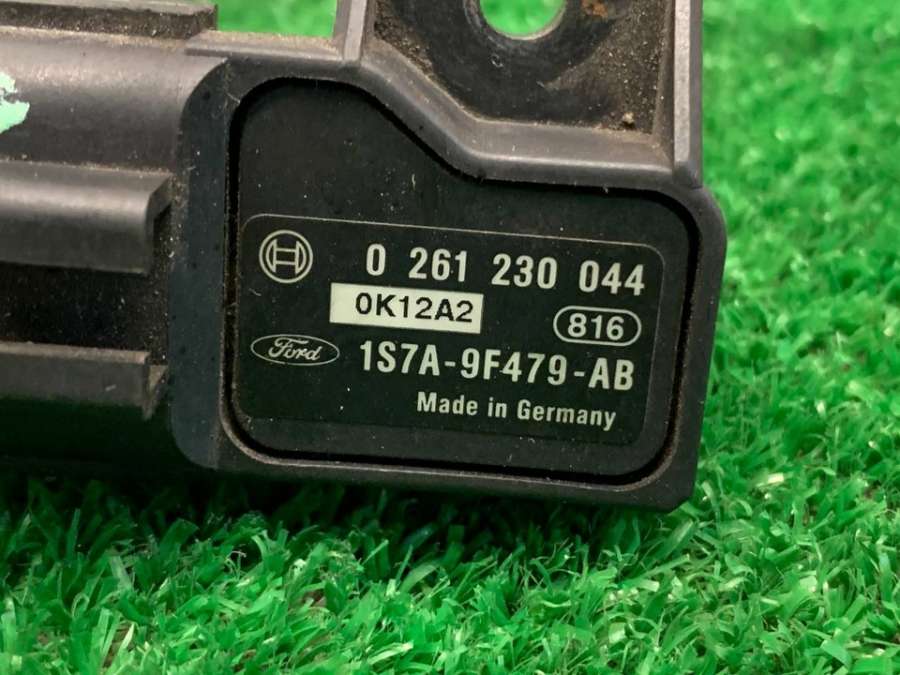 0 261 230 044
0K12A2
816
Ford
1S7A-9F479-AB
Made in Germany